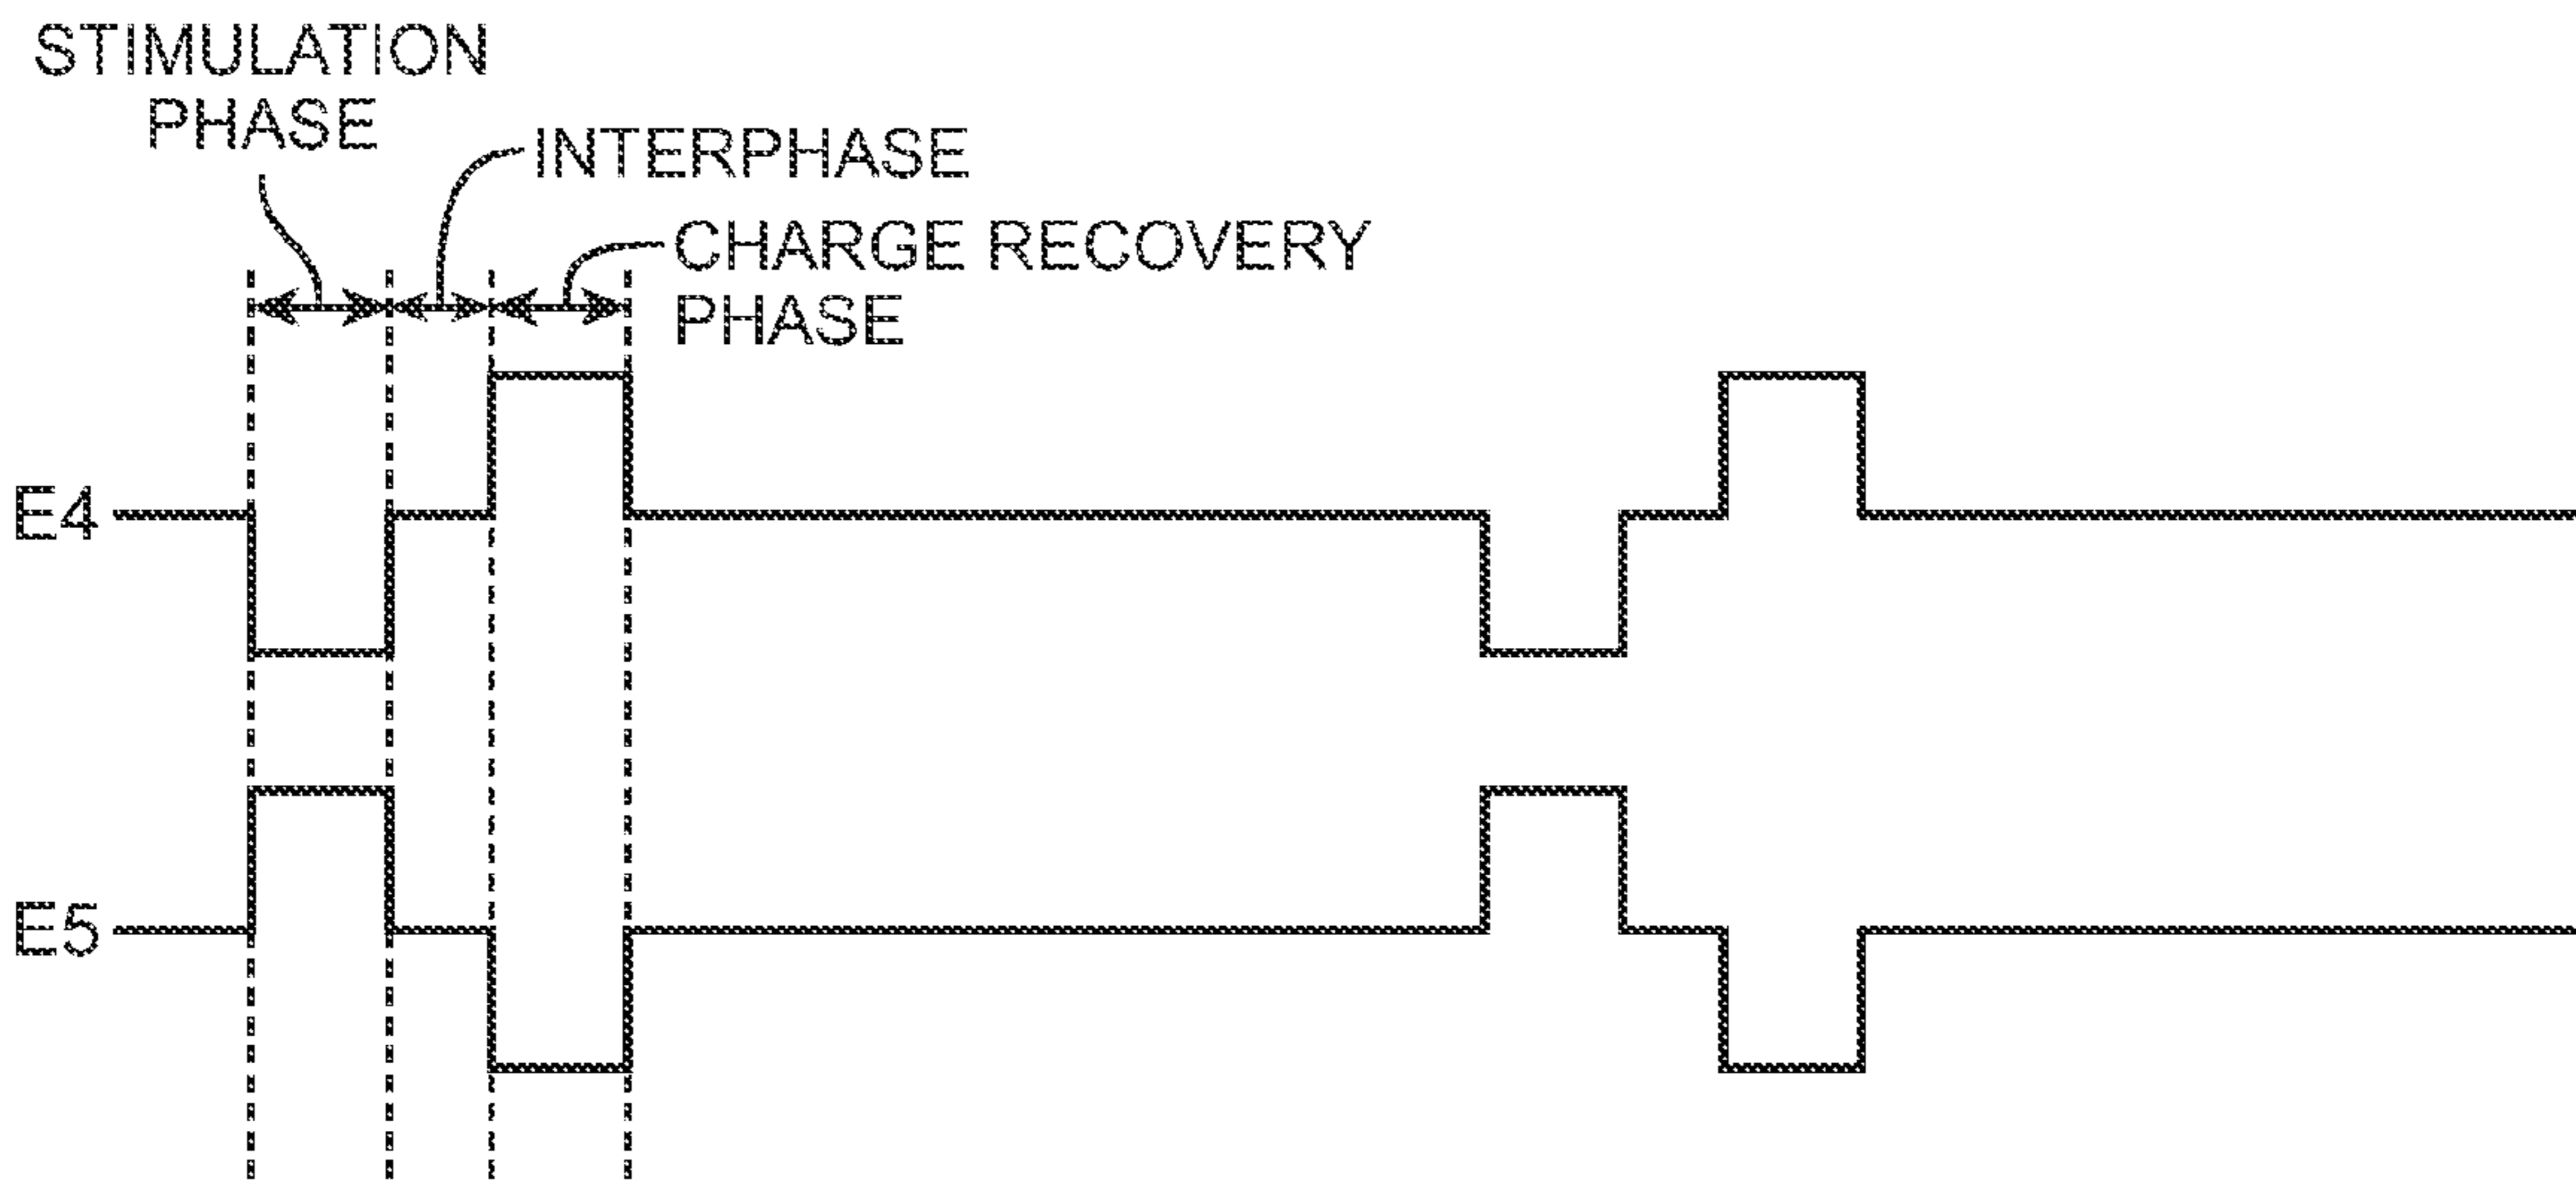 STIMULATION
PHASE
INTERPHASE
CHARGE RECOVERY
PHASE
E4
E5